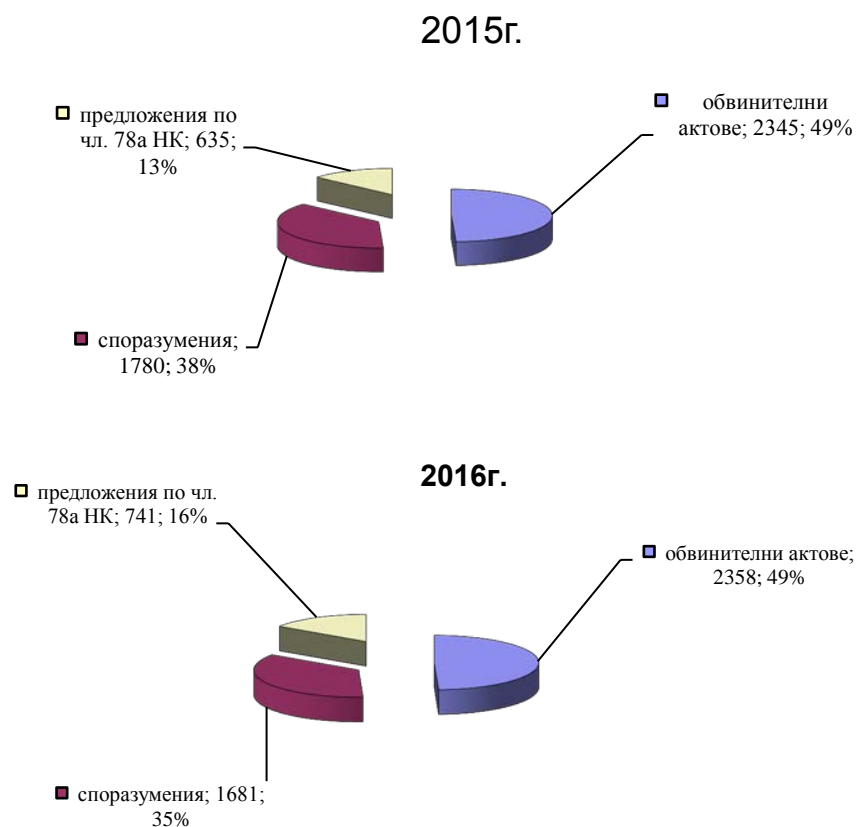 2015г.
предложения по
чл. 78а НК; 635;
13%
обвинителни
актове; 2345; 49%
споразумения;
1780; 38%
2016г.
предложения по чл.
78а НК; 741; 16%
обвинителни актове;
2358; 49%
споразумения; 1681;
35%